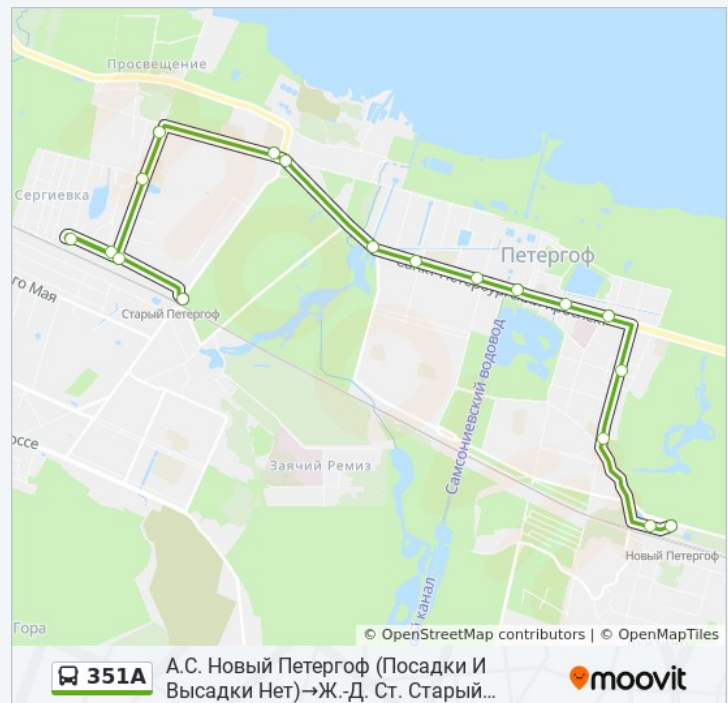 Просвещение
Сергиевка
Петергоф
го Мая
Старый Петергоф
Самсониевский водовод
Заячий Ремиз
оссе
Новый Петергоф
й канал
Гора
© OpenStreetMap contributors | © OpenMapTiles
351A
А.С. Новый Петергоф (Посадки И
Высадки Нет)→Ж.-Д. Ст. Старый...
moovit